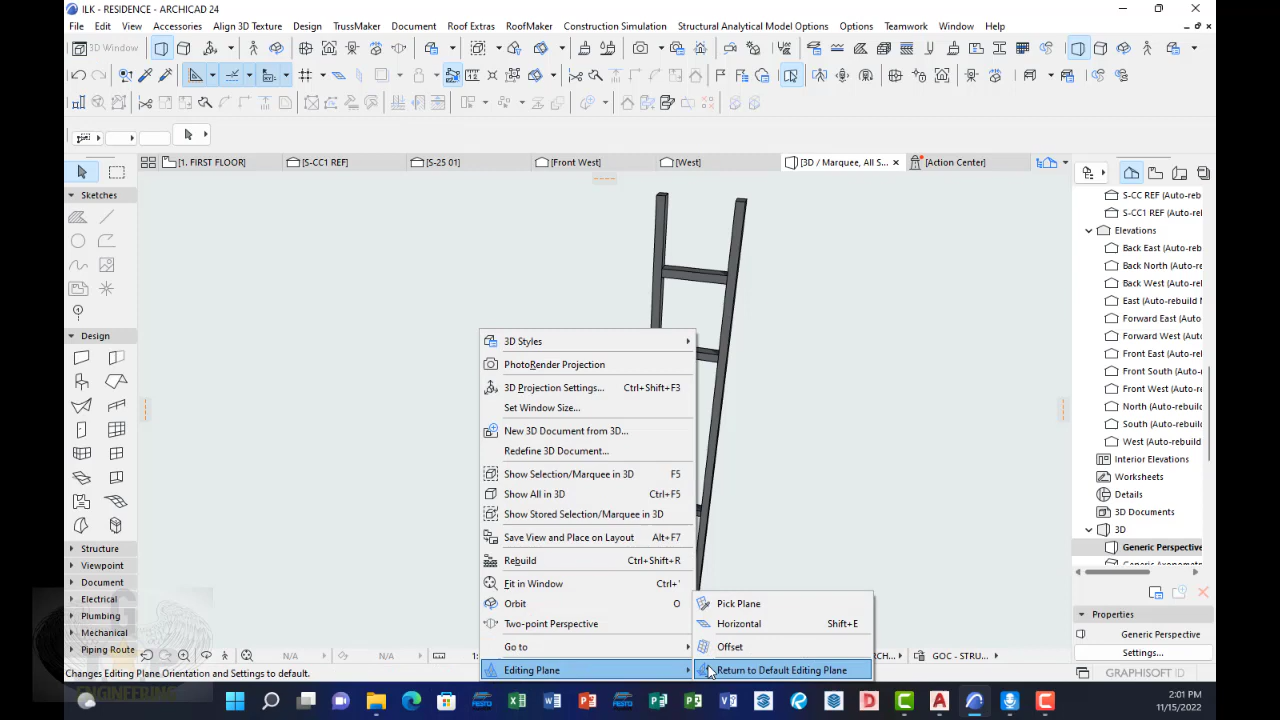 ILK - RESIDENCE - ARCHICAD 24
File Edit View Accessories Align 3D Texture Design TrussMaker Document Roof Extras RoofMaker Construction Simulation Structural Analytical Model Options Options Teamwork Window Help
3D Window
[1. FIRST FLOOR] [S-CC1 REF] [S-25 01] [Front West] [West] [3D / Marquee, All S... [Action Center]
Sketches
Design
Structure
Viewpoint
Document
Electrical
Plumbing
Mechanical
Piping Route
3D Styles
PhotoRender Projection
3D Projection Settings... Ctrl+Shift+F3
Set Window Size...
New 3D Document from 3D...
Redefine 3D Document...
Show Selection/Marquee in 3D F5
Show All in 3D Ctrl+F5
Show Stored Selection/Marquee in 3D
Save View and Place on Layout Alt+F7
Rebuild Ctrl+Shift+R
Fit in Window Ctrl+'
Orbit O
Two-point Perspective
Go to
Editing Plane
Pick Plane
Horizontal Shift+E
Offset
Return to Default Editing Plane
S-CC REF (Auto-reb
S-CC1 REF (Auto-re
Elevations
Back East (Auto-reb
Back North (Auto-re
Back West (Auto-re
East (Auto-rebuild M
Forward East (Auto-
Forward West (Auto
Front East (Auto-reb
Front South (Auto-r
Front West (Auto-re
North (Auto-rebuild
South (Auto-rebuild
West (Auto-rebuild
Interior Elevations
Worksheets
Details
3D Documents
3D
Generic Perspective
Properties
Generic Perspective
Settings...
GRAPHISOFT
N/A N/A GOC - STRU...
Changes Editing Plane Orientation and Settings to default.
ENGINEERING
2:01 PM
11/15/2022